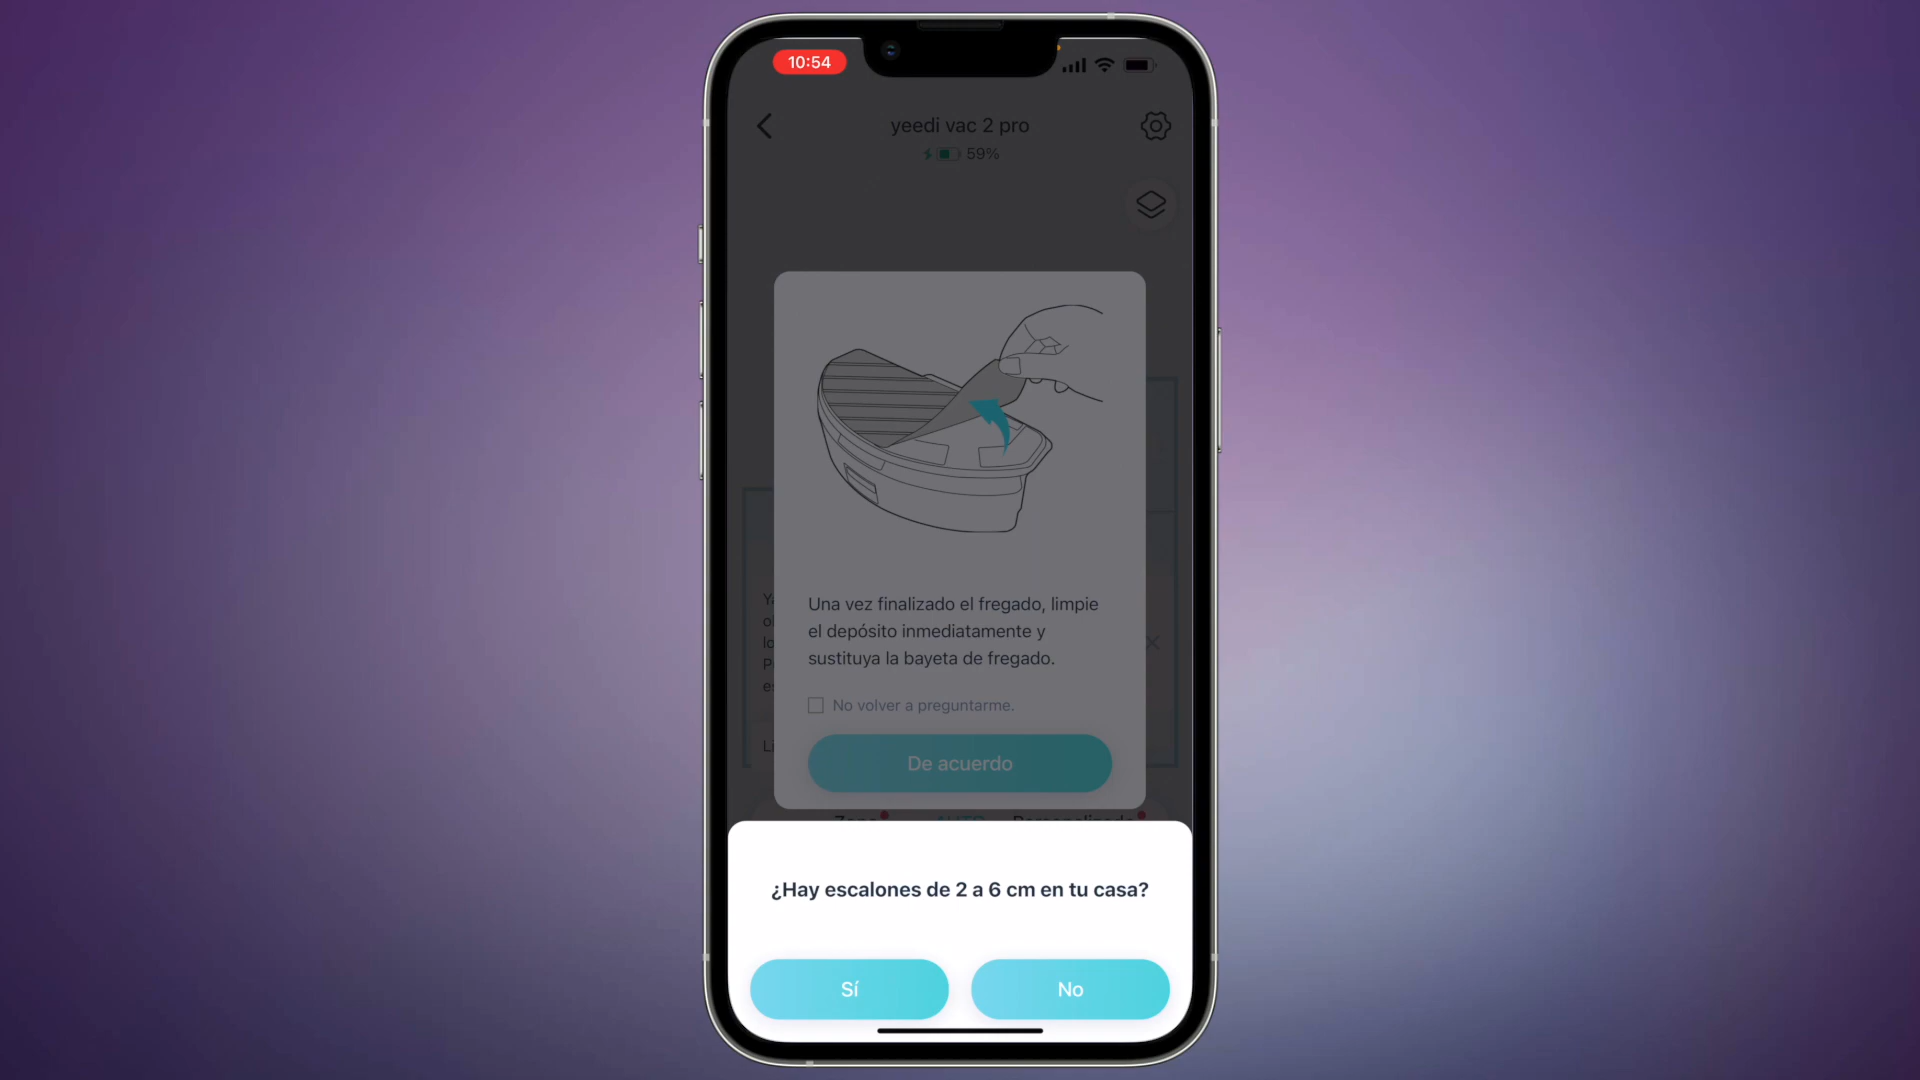 10:54
yeedi vac 2 pro
59%
Una vez finalizado el fregado, limpie
el depósito inmediatamente y
sustituya la bayeta de fregado.
No volver a preguntarme.
De acuerdo
¿Hay escalones de 2 a 6 cm en tu casa?
Sí
No